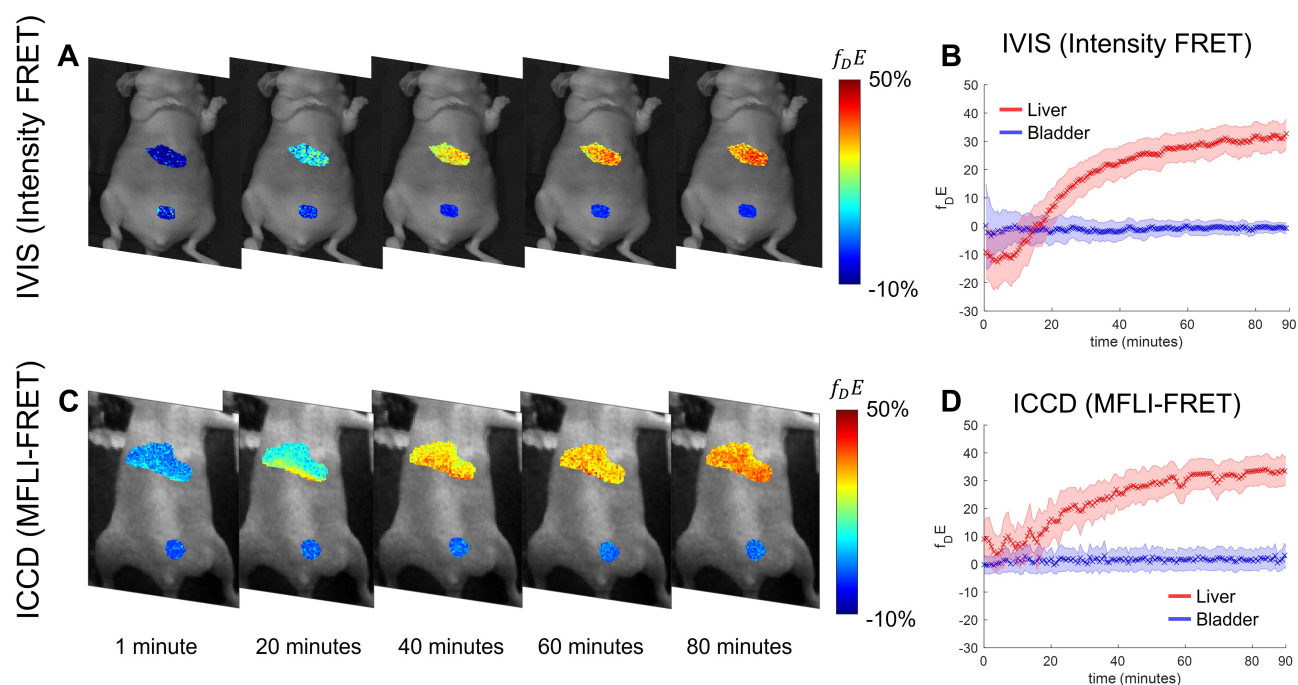 IVIS (Intensity FRET)
A
f_D E
50%
-10%
B
IVIS (Intensity FRET)
Liver
Bladder
f_D E
50
40
30
20
10
0
-10
-20
-30
0
20
40
60
80
90
time (minutes)
ICCD (MFLI-FRET)
C
f_D E
50%
-10%
1 minute
20 minutes
40 minutes
60 minutes
80 minutes
D
ICCD (MFLI-FRET)
f_D E
50
40
30
20
10
0
-10
-20
-30
Liver
Bladder
0
20
40
60
80
90
time (minutes)